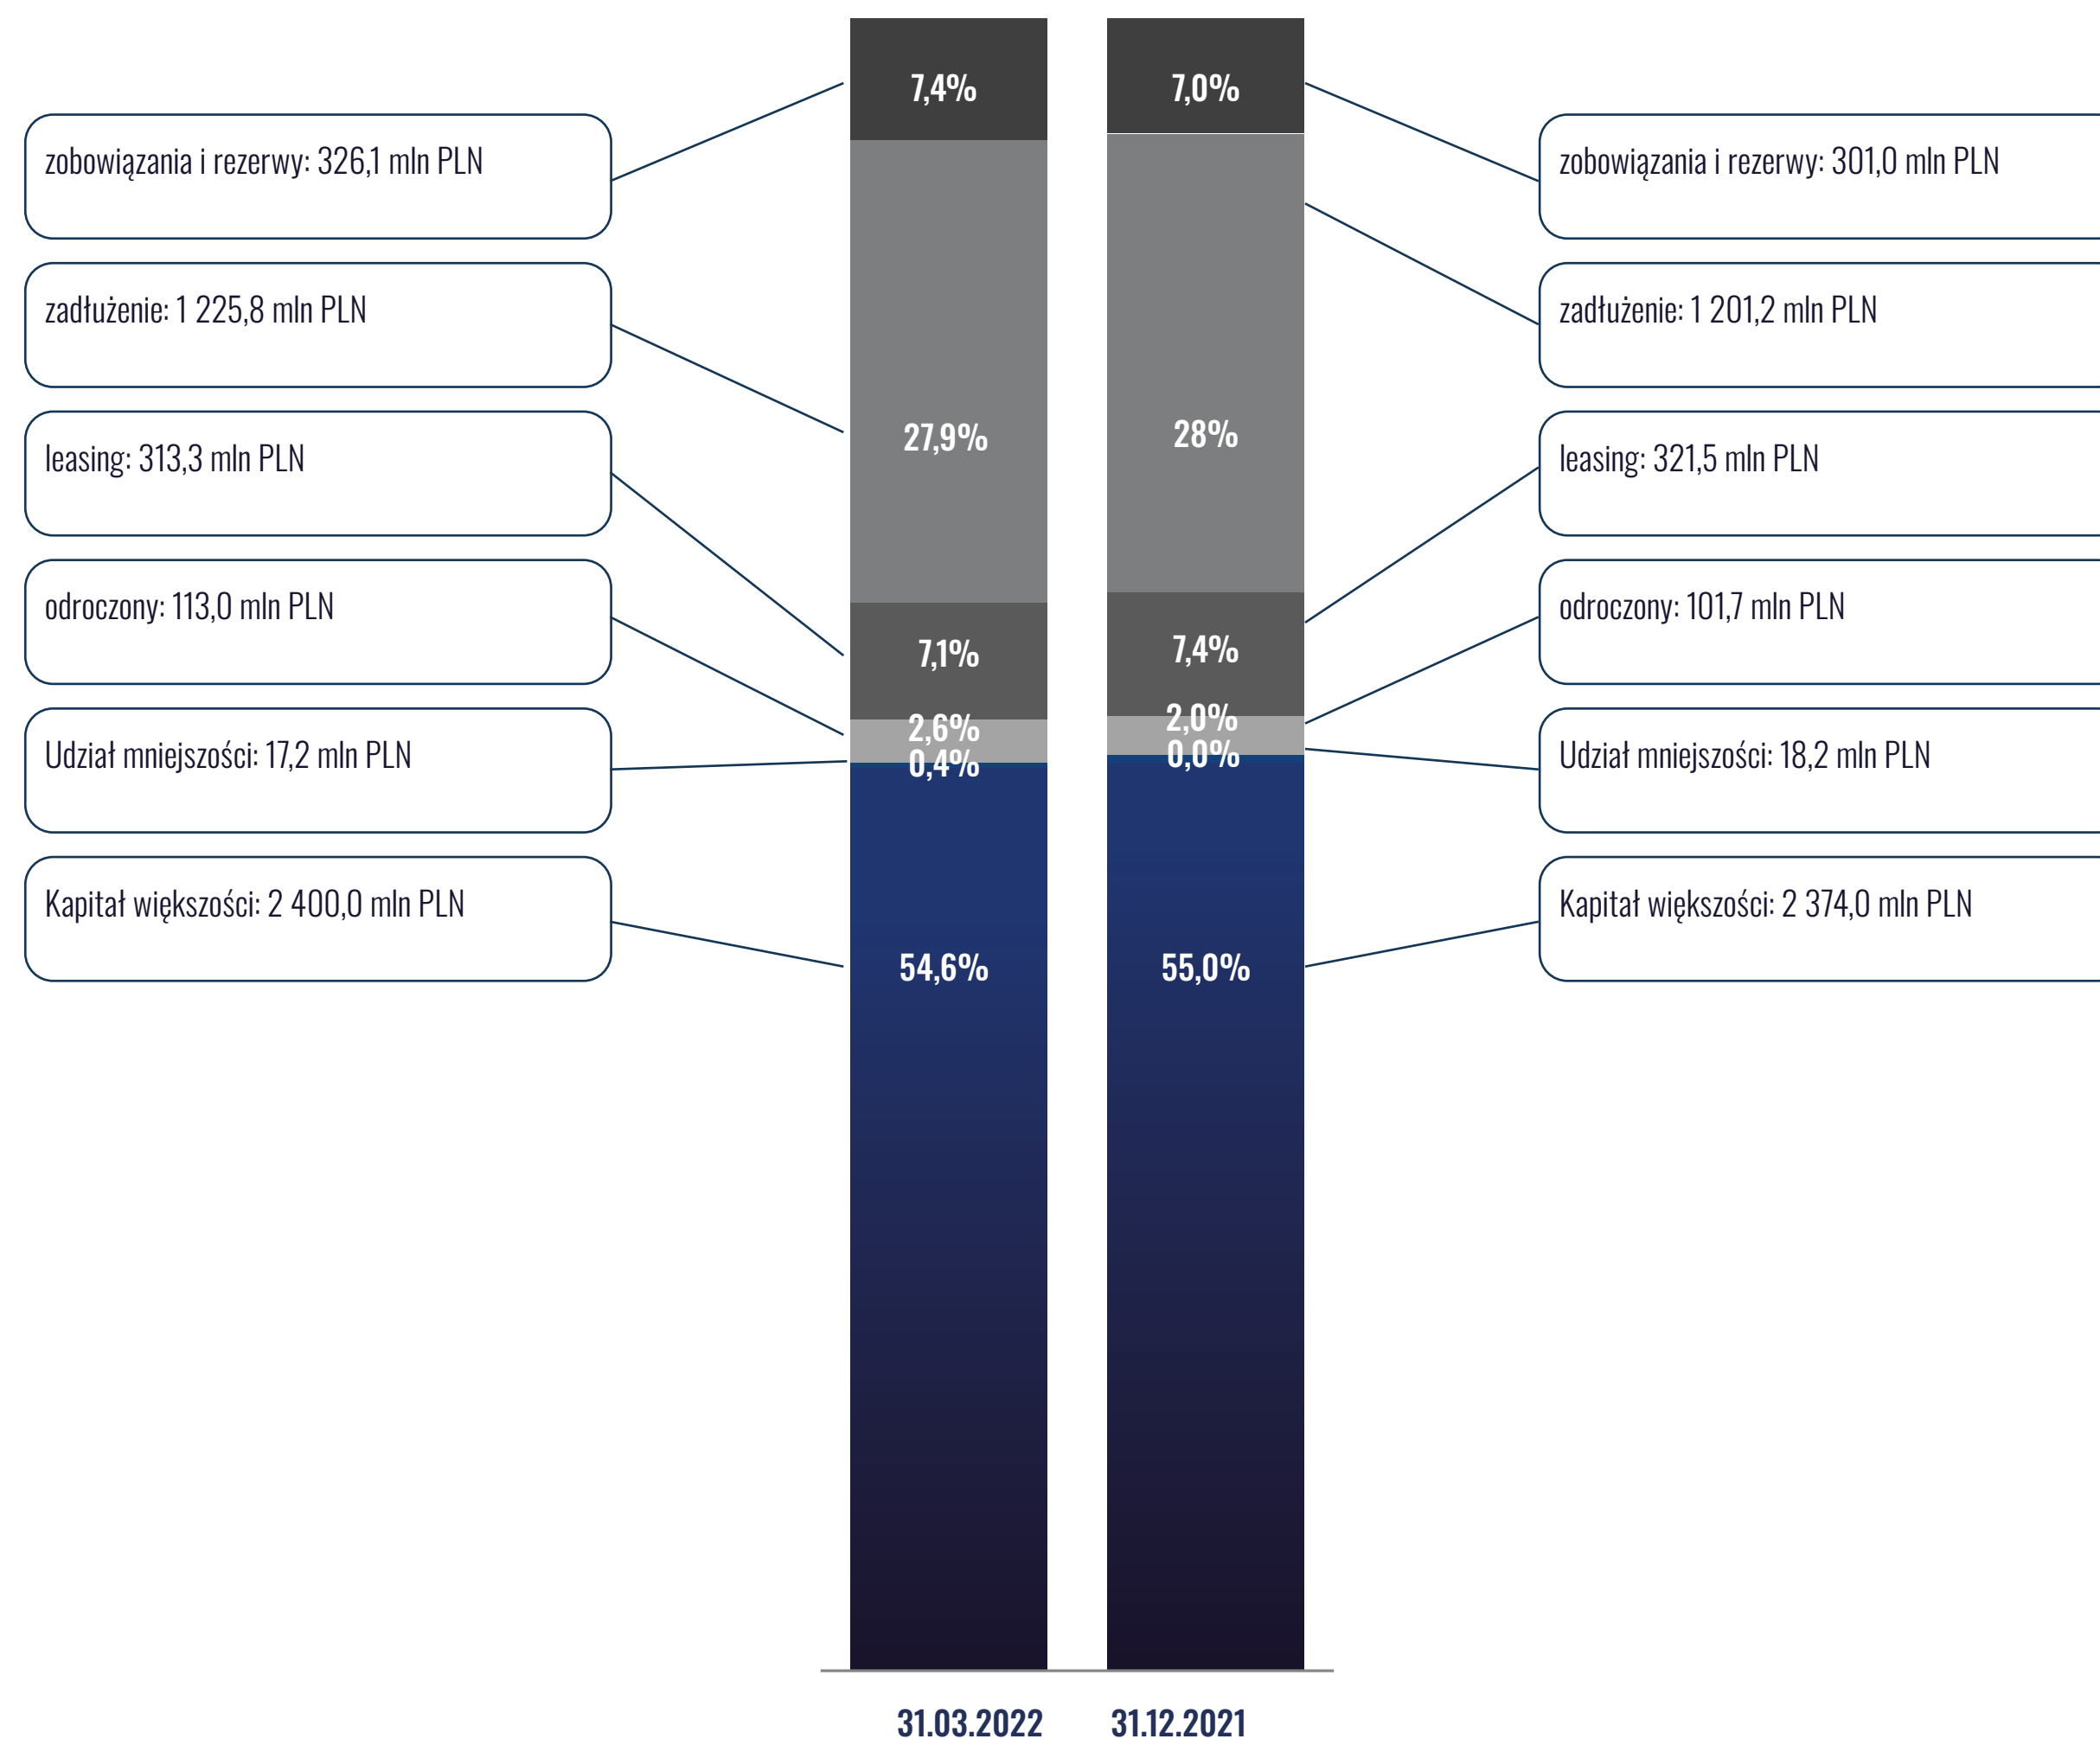 7,4%
7,0%
zobowiązania i rezerwy: 326,1 mln PLN
zobowiązania i rezerwy: 301,0 mln PLN
zadłużenie: 1 225,8 mln PLN
zadłużenie: 1 201,2 mln PLN
27,9%
28%
leasing: 313,3 mln PLN
leasing: 321,5 mln PLN
odroczony: 113,0 mln PLN
odroczony: 101,7 mln PLN
7,1%
7,4%
2,6%
2,0%
Udział mniejszości: 17,2 mln PLN
0,4%
0,0%
Udział mniejszości: 18,2 mln PLN
Kapitał większości: 2 400,0 mln PLN
Kapitał większości: 2 374,0 mln PLN
54,6%
55,0%
31.03.2022
31.12.2021